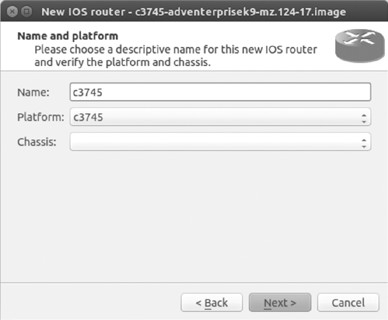 New IOS router - c3745-adventerprisek9-mz.124-17.image
Name and platform
Please choose a descriptive name for this new IOS router
and verify the platform and chassis.
Name: c3745
Platform: c3745
Chassis:
< Back Next > Cancel